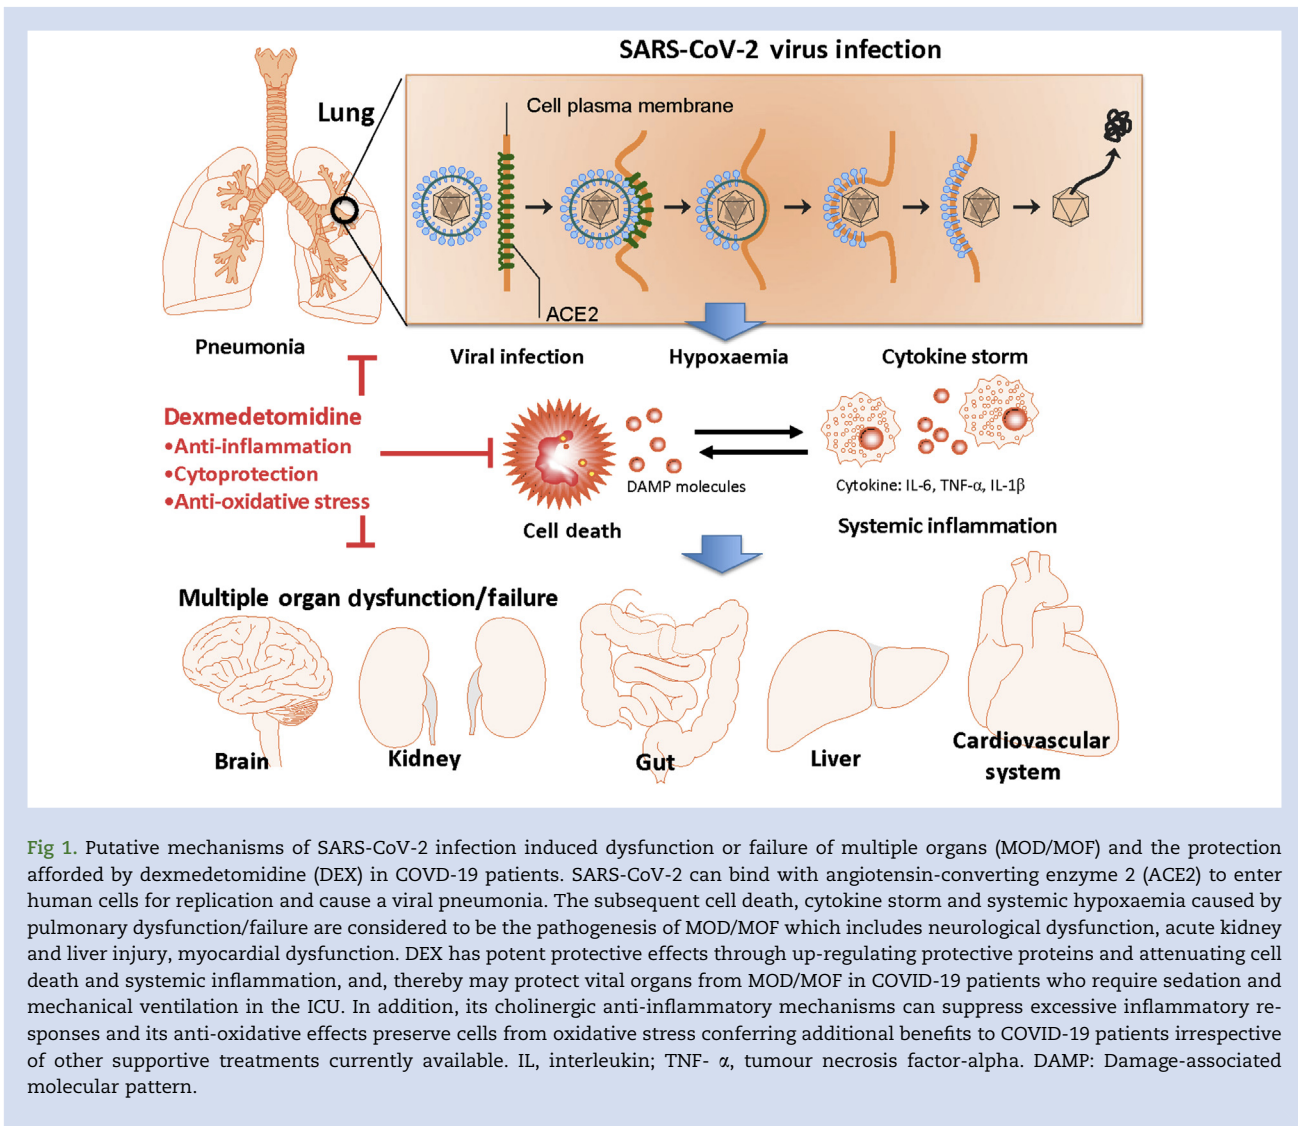 SARS-CoV-2 virus infection
Lung
Cell plasma membrane
ACE2
Pneumonia
Viral infection
Hypoxaemia
Cytokine storm
Dexmedetomidine
•Anti-inflammation
•Cytoprotection
•Anti-oxidative stress
DAMP molecules
Cytokine: IL-6, TNF-α, IL-1β
Cell death
Systemic inflammation
Multiple organ dysfunction/failure
Brain
Kidney
Gut
Liver
Cardiovascular
system
Fig 1. Putative mechanisms of SARS-CoV-2 infection induced dysfunction or failure of multiple organs (MOD/MOF) and the protection
afforded by dexmedetomidine (DEX) in COVD-19 patients. SARS-CoV-2 can bind with angiotensin-converting enzyme 2 (ACE2) to enter
human cells for replication and cause a viral pneumonia. The subsequent cell death, cytokine storm and systemic hypoxaemia caused by
pulmonary dysfunction/failure are considered to be the pathogenesis of MOD/MOF which includes neurological dysfunction, acute kidney
and liver injury, myocardial dysfunction. DEX has potent protective effects through up-regulating protective proteins and attenuating cell
death and systemic inflammation, and, thereby may protect vital organs from MOD/MOF in COVID-19 patients who require sedation and
mechanical ventilation in the ICU. In addition, its cholinergic anti-inflammatory mechanisms can suppress excessive inflammatory re-
sponses and its anti-oxidative effects preserve cells from oxidative stress conferring additional benefits to COVID-19 patients irrespective
of other supportive treatments currently available. IL, interleukin; TNF- α, tumour necrosis factor-alpha. DAMP: Damage-associated
molecular pattern.